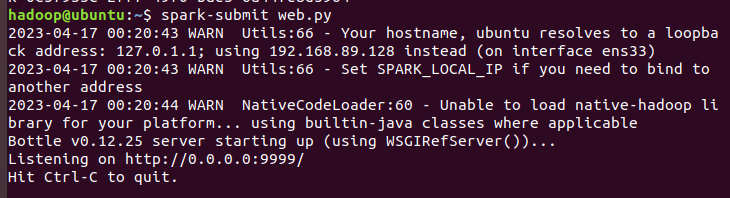 hadoop@ubuntu:~$ spark-submit web.py
2023-04-17 00:20:43 WARN  Utils:66 - Your hostname, ubuntu resolves to a loopba
ck address: 127.0.1.1; using 192.168.89.128 instead (on interface ens33)
2023-04-17 00:20:43 WARN  Utils:66 - Set SPARK_LOCAL_IP if you need to bind to
another address
2023-04-17 00:20:44 WARN  NativeCodeLoader:60 - Unable to load native-hadoop li
brary for your platform... using builtin-java classes where applicable
Bottle v0.12.25 server starting up (using WSGIRefServer())...
Listening on http://0.0.0.0:9999/
Hit Ctrl-C to quit.